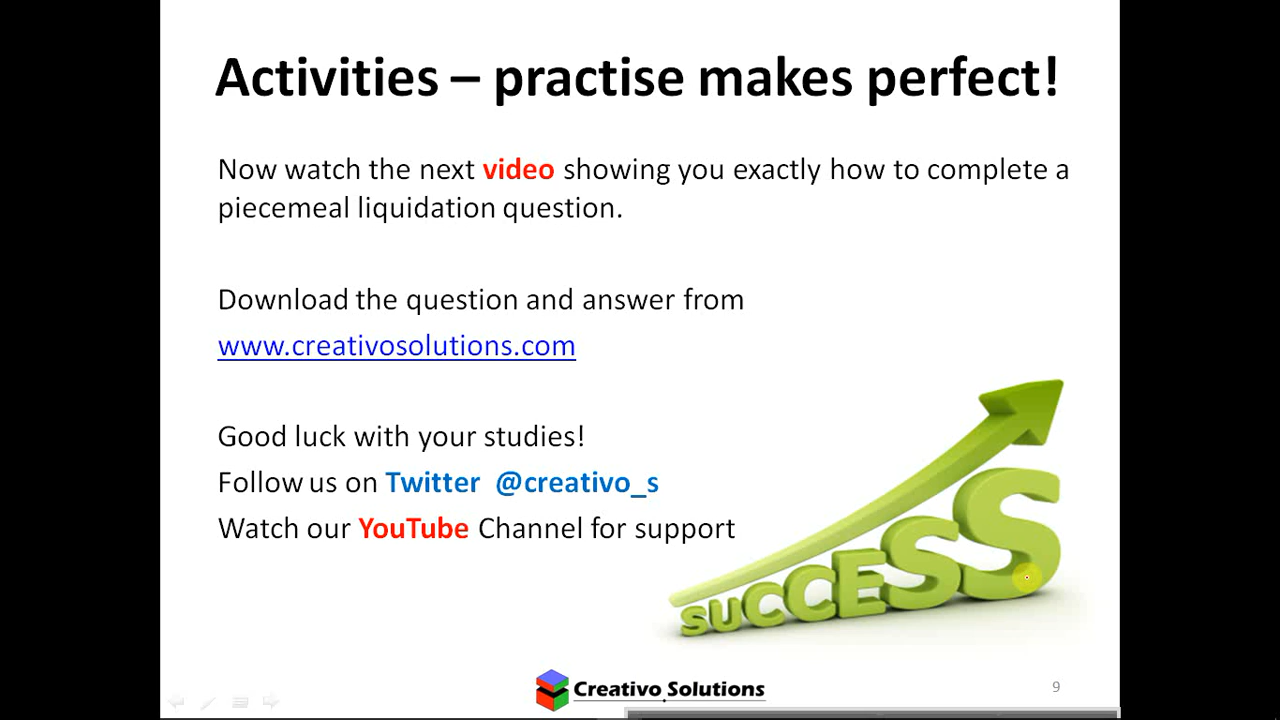 Activities – practise makes perfect!
Now watch the next video showing you exactly how to complete a
piecemeal liquidation question.
Download the question and answer from
www.creativosolutions.com
Good luck with your studies!
Follow us on Twitter @creativo_s
Watch our YouTube Channel for support
SUCCESS
Creativo Solutions
9